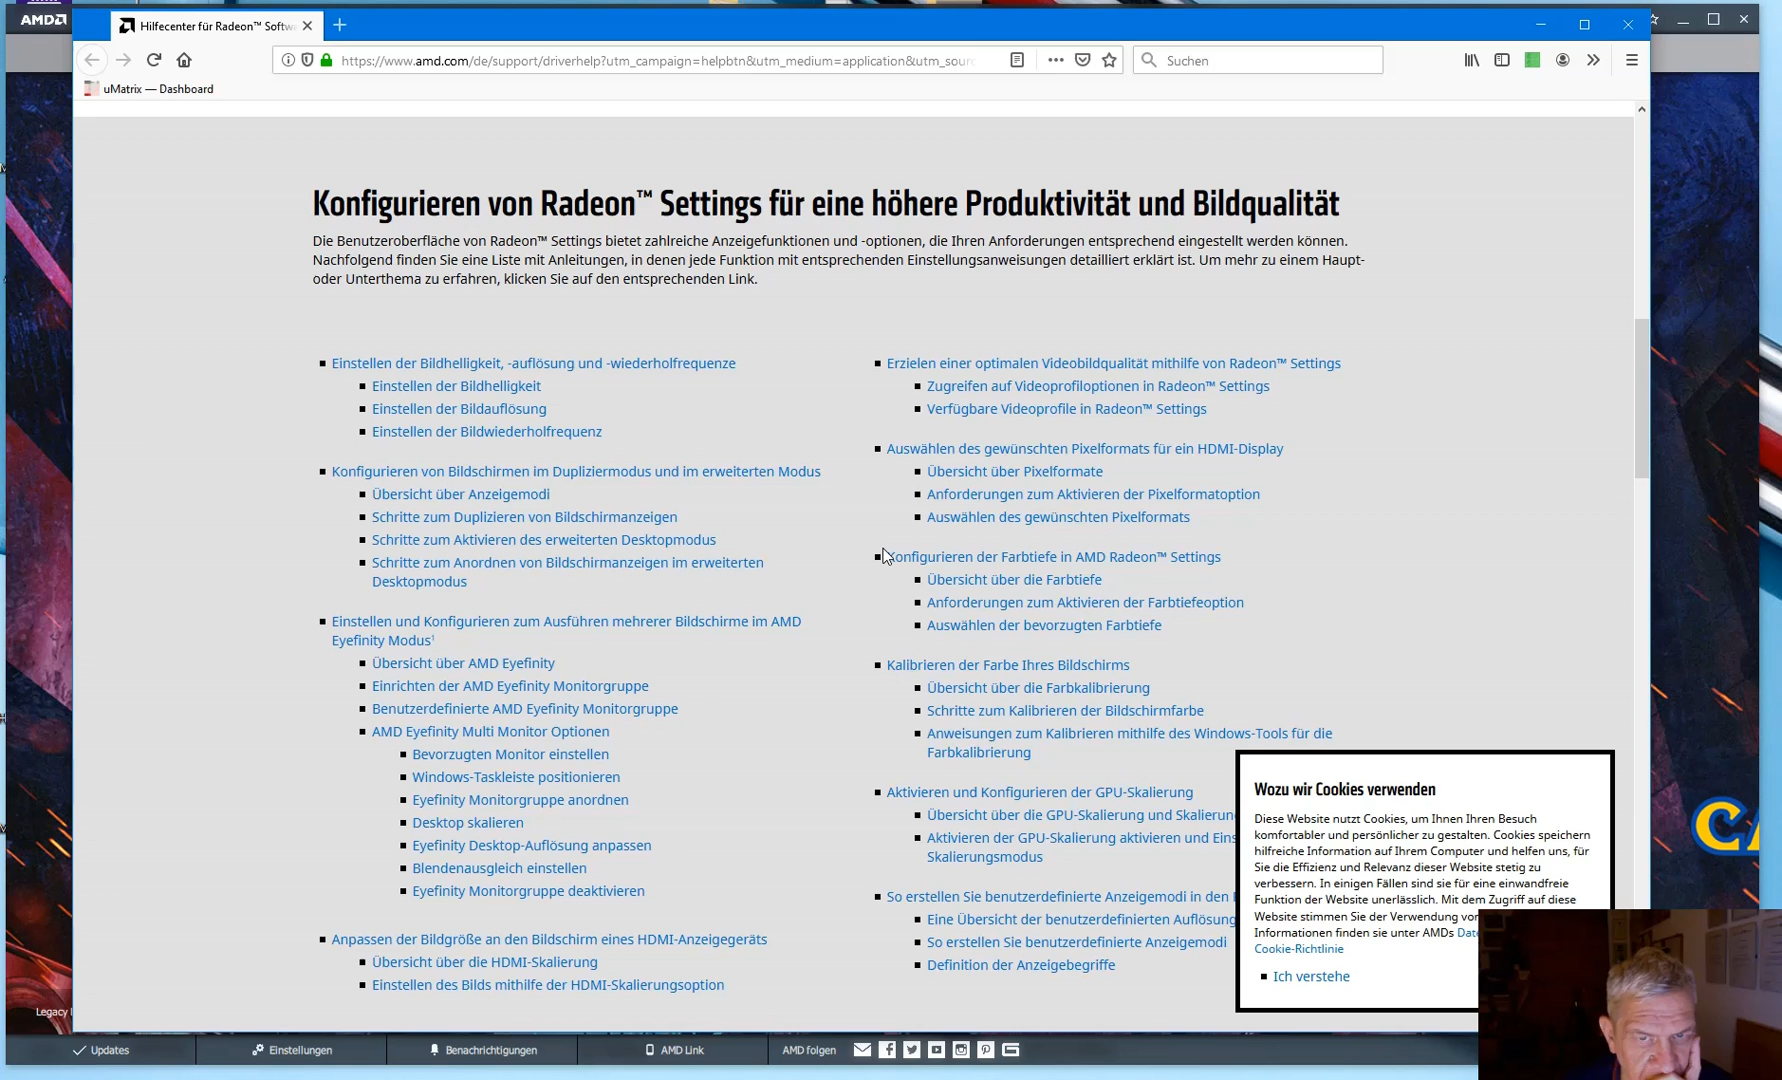 AMD
Hilfecenter für Radeon™ Softw
https://www.amd.com/de/support/driverhelp?utm_campaign=helpbtn&utm_medium=application&utm_sour
Suchen
uMatrix — Dashboard
Konfigurieren von Radeon™ Settings für eine höhere Produktivität und Bildqualität
Die Benutzeroberfläche von Radeon™ Settings bietet zahlreiche Anzeigefunktionen und -optionen, die Ihren Anforderungen entsprechend eingestellt werden können.
Nachfolgend finden Sie eine Liste mit Anleitungen, in denen jede Funktion mit entsprechenden Einstellungsanweisungen detailliert erklärt ist. Um mehr zu einem Haupt-
oder Unterthema zu erfahren, klicken Sie auf den entsprechenden Link.
Einstellen der Bildhelligkeit, -auflösung und -wiederholfrequenze
Einstellen der Bildhelligkeit
Einstellen der Bildauflösung
Einstellen der Bildwiederholfrequenz
Konfigurieren von Bildschirmen im Dupliziermodus und im erweiterten Modus
Übersicht über Anzeigemodi
Schritte zum Duplizieren von Bildschirmanzeigen
Schritte zum Aktivieren des erweiterten Desktopmodus
Schritte zum Anordnen von Bildschirmanzeigen im erweiterten
Desktopmodus
Einstellen und Konfigurieren zum Ausführen mehrerer Bildschirme im AMD
Eyefinity Modus¹
Übersicht über AMD Eyefinity
Einrichten der AMD Eyefinity Monitorgruppe
Benutzerdefinierte AMD Eyefinity Monitorgruppe
AMD Eyefinity Multi Monitor Optionen
Bevorzugten Monitor einstellen
Windows-Taskleiste positionieren
Eyefinity Monitorgruppe anordnen
Desktop skalieren
Eyefinity Desktop-Auflösung anpassen
Blendenausgleich einstellen
Eyefinity Monitorgruppe deaktivieren
Anpassen der Bildgröße an den Bildschirm eines HDMI-Anzeigegeräts
Übersicht über die HDMI-Skalierung
Einstellen des Bilds mithilfe der HDMI-Skalierungsoption
Erzielen einer optimalen Videobildqualität mithilfe von Radeon™ Settings
Zugreifen auf Videoprofiloptionen in Radeon™ Settings
Verfügbare Videoprofile in Radeon™ Settings
Auswählen des gewünschten Pixelformats für ein HDMI-Display
Übersicht über Pixelformate
Anforderungen zum Aktivieren der Pixelformatoption
Auswählen des gewünschten Pixelformats
Konfigurieren der Farbtiefe in AMD Radeon™ Settings
Übersicht über die Farbtiefe
Anforderungen zum Aktivieren der Farbtiefeoption
Auswählen der bevorzugten Farbtiefe
Kalibrieren der Farbe Ihres Bildschirms
Übersicht über die Farbkalibrierung
Schritte zum Kalibrieren der Bildschirmfarbe
Anweisungen zum Kalibrieren mithilfe des Windows-Tools für die
Farbkalibrierung
Aktivieren und Konfigurieren der GPU-Skalierung
Übersicht über die GPU-Skalierung und Skalierun
Aktivieren der GPU-Skalierung aktivieren und Eins
Skalierungsmodus
So erstellen Sie benutzerdefinierte Anzeigemodi in den
Eine Übersicht der benutzerdefinierten Auflösung
So erstellen Sie benutzerdefinierte Anzeigemodi
Definition der Anzeigebegriffe
Wozu wir Cookies verwenden
Diese Website nutzt Cookies, um Ihnen Ihren Besuch
komfortabler und persönlicher zu gestalten. Cookies speichern
hilfreiche Information auf Ihrem Computer und helfen uns, für
Sie die Effizienz und Relevanz dieser Website stetig zu
verbessern. In einigen Fällen sind sie für eine einwandfreie
Funktion der Website unerlässlich. Mit dem Zugriff auf diese
Website stimmen Sie der Verwendung vo
Informationen finden sie unter AMDs Date
Cookie-Richtlinie
Ich verstehe
CA
Legacy
Updates
Einstellungen
Benachrichtigungen
AMD Link
AMD folgen